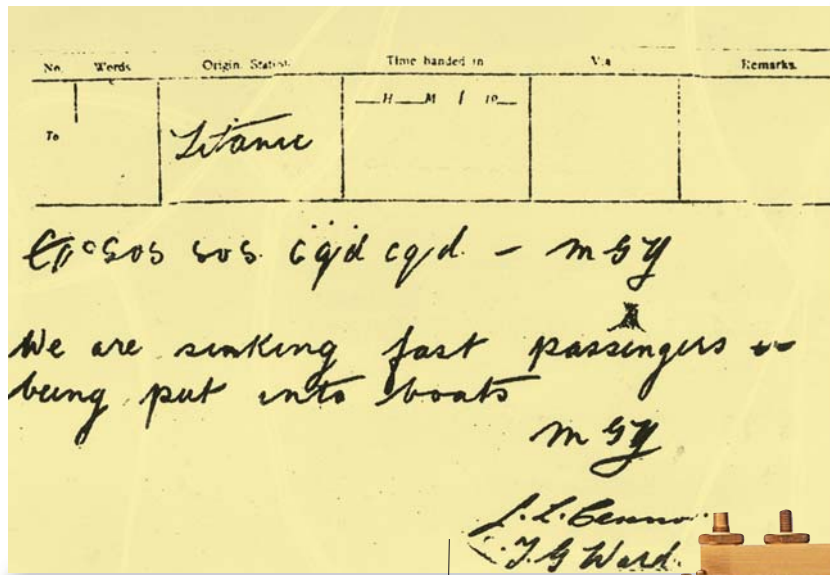 No. Words Origin. Station. Time handed in Via Remarks.
H M / 19
To
Titanic
SOS SOS. cqd cqd. - MGY
We are sinking fast passengers
being put into boats
MGY
T. G Ward.